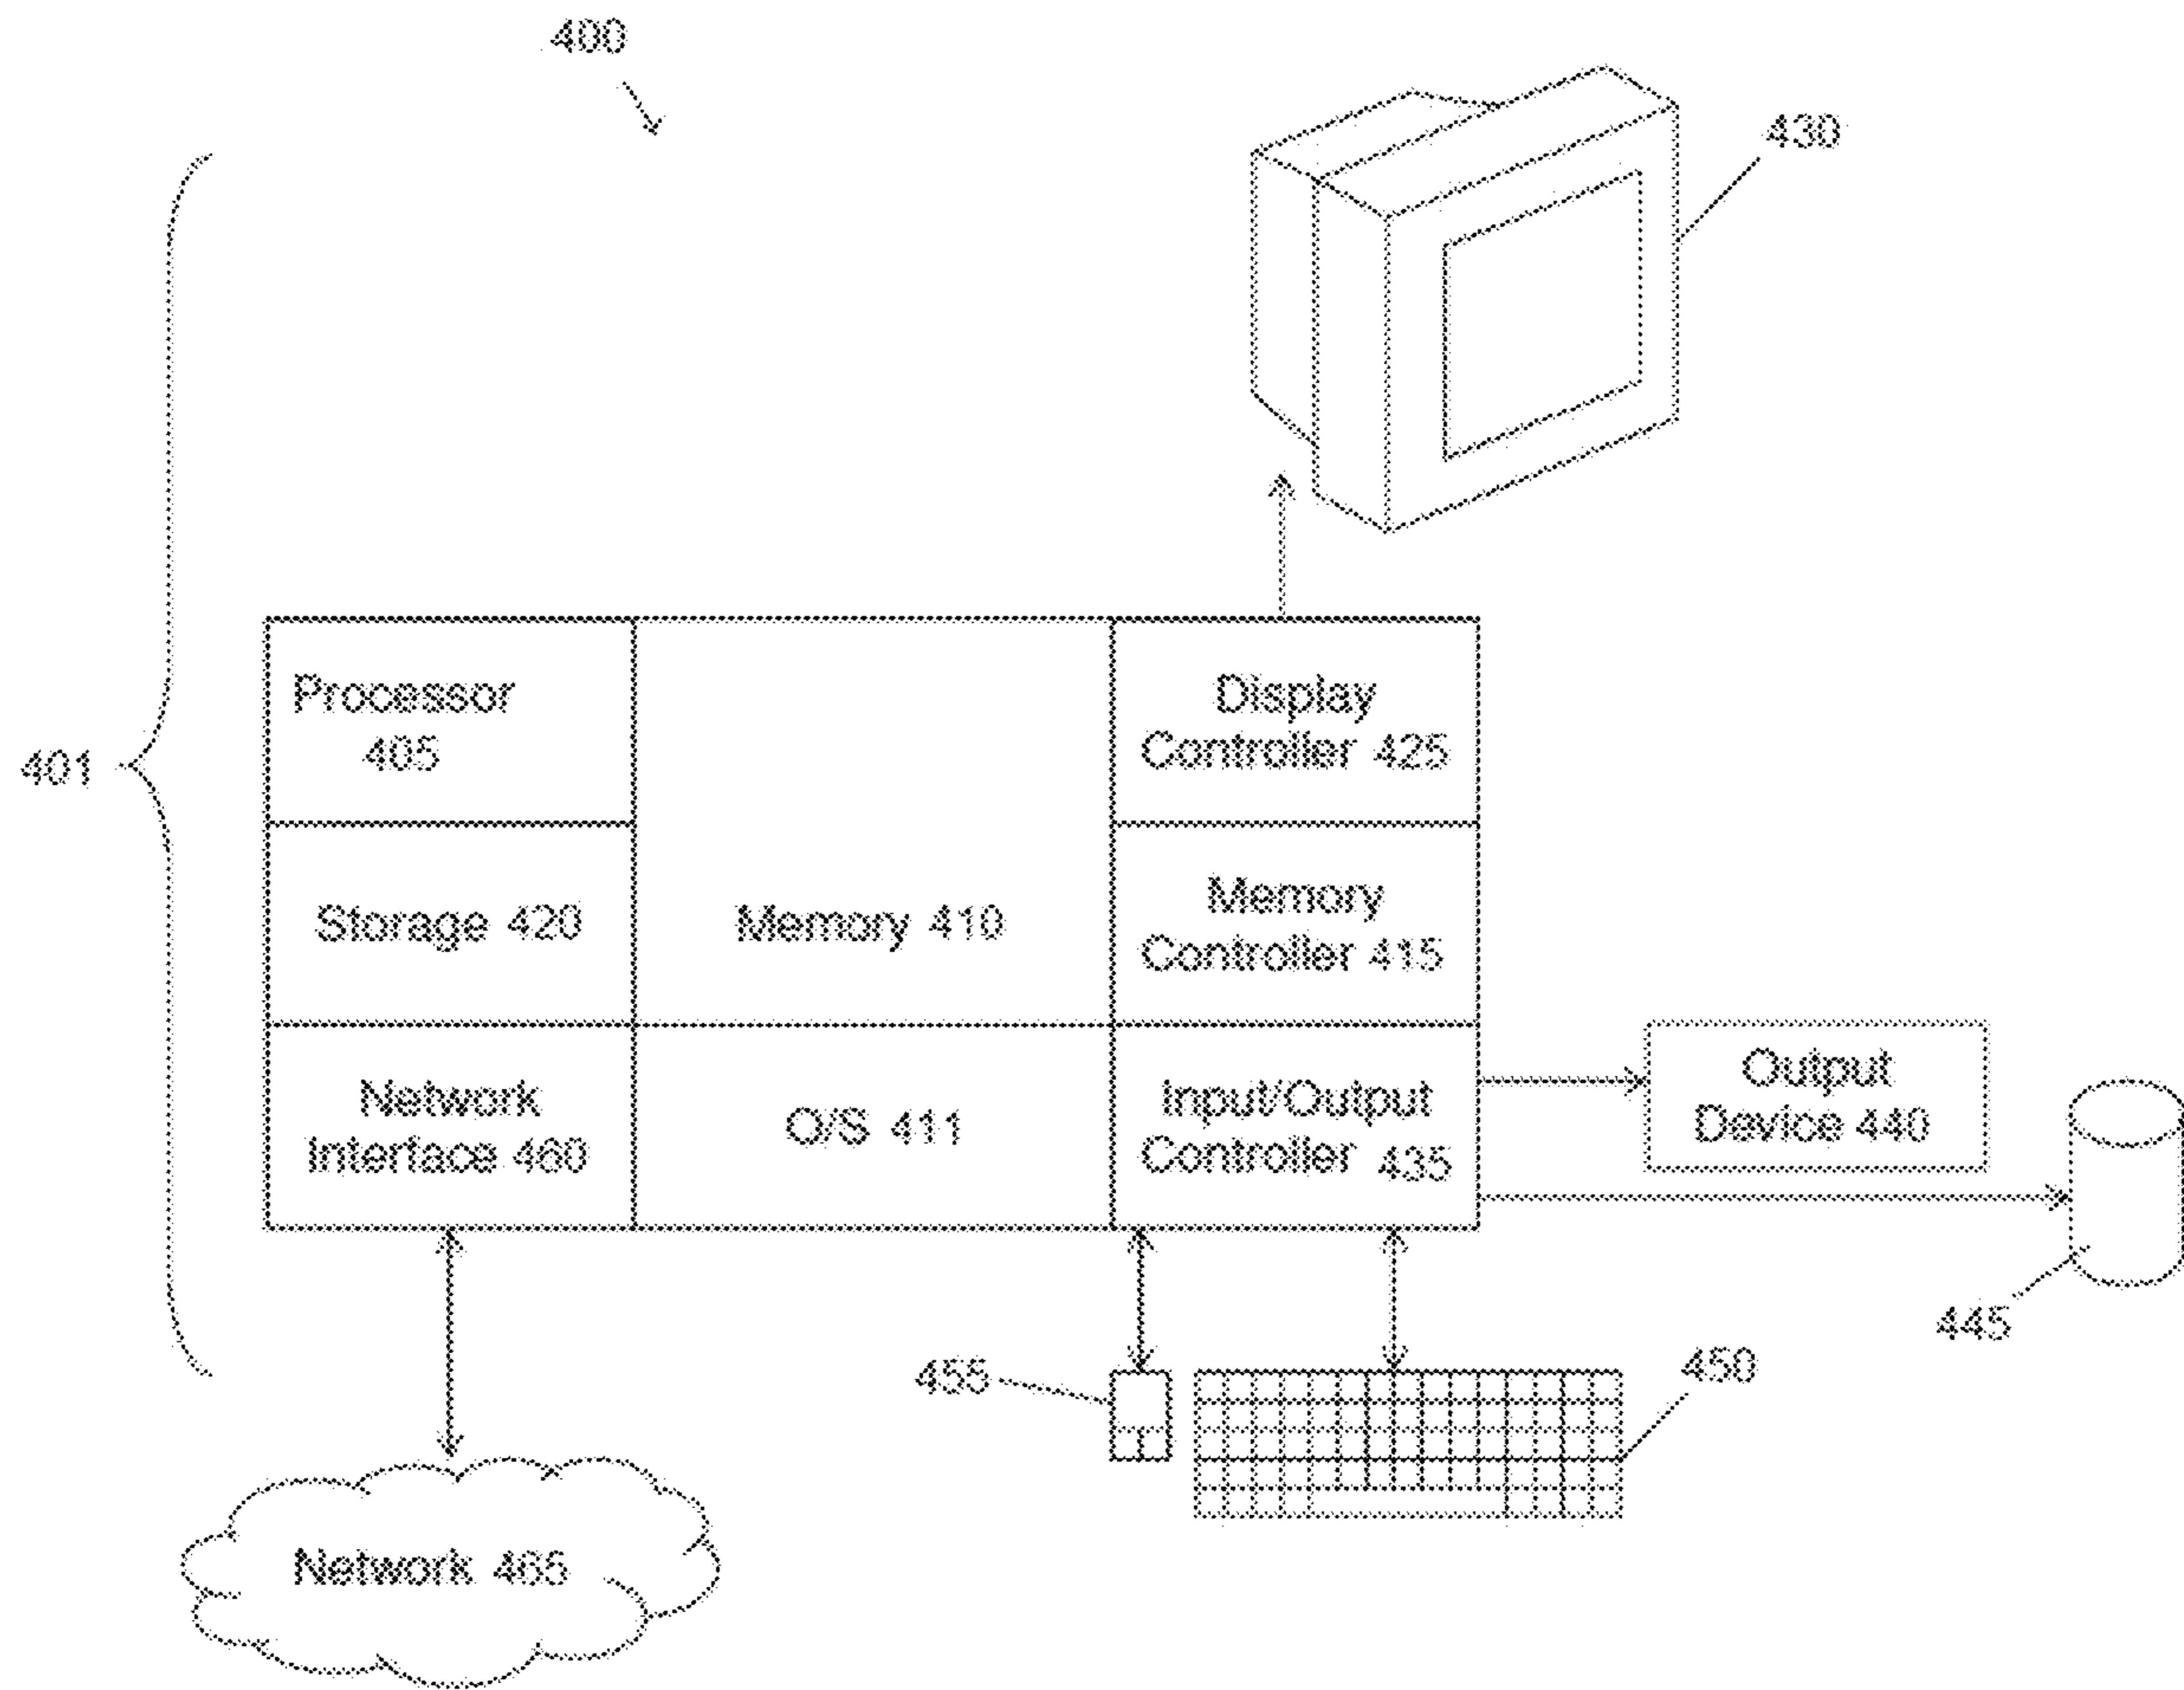 400
430
401
Processor
405
Display
Controller 425
Storage 420
Memory 410
Memory
Controller 415
Network
Interface 460
O/S 411
Input/Output
Controller 435
Output
Device 440
445
455
450
Network 465